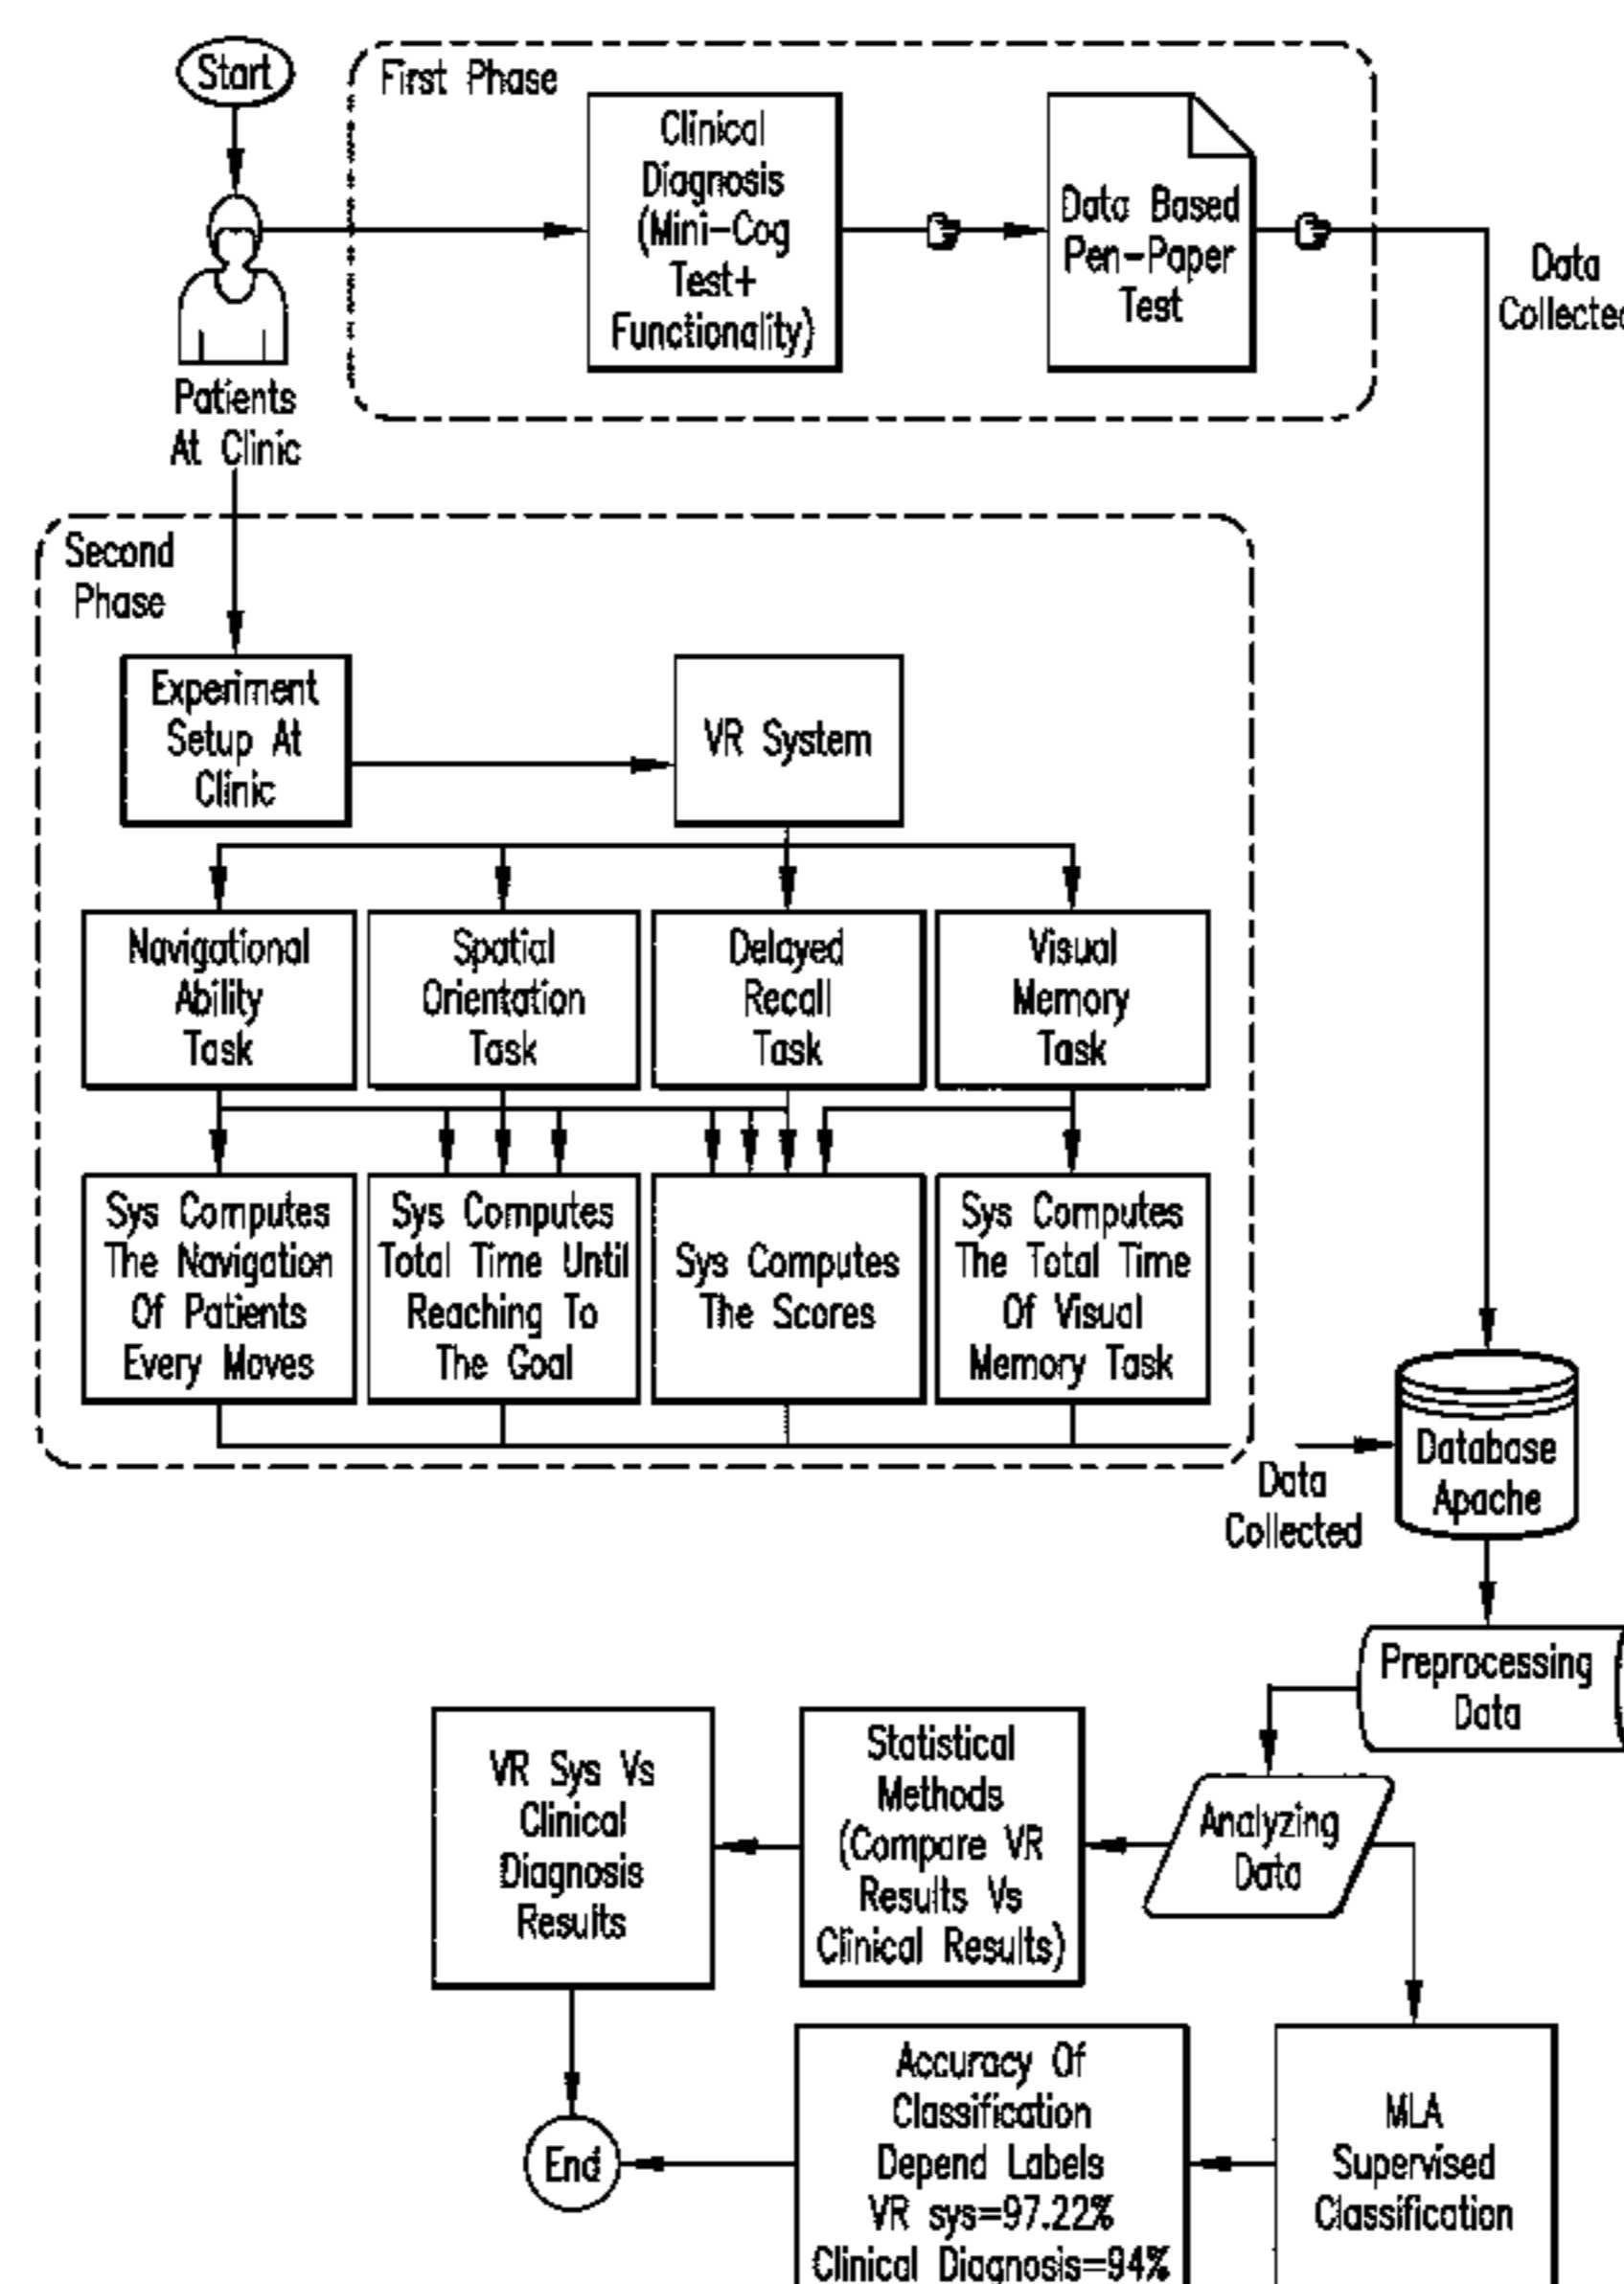 Start
First Phase
Clinical
Diagnosis
(Mini-Cog
Test+
Functionality)
Data Based
Pen-Paper
Test
Data
Collected
Patients
At Clinic
Second
Phase
Experiment
Setup At
Clinic
VR System
Navigational
Ability
Task
Spatial
Orientation
Task
Delayed
Recall
Task
Visual
Memory
Task
Sys Computes
The Navigation
Of Patients
Every Moves
Sys Computes
Total Time Until
Reaching To
The Goal
Sys Computes
The Scores
Sys Computes
The Total Time
Of Visual
Memory Task
Data
Collected
Database
Apache
Preprocessing
Data
Analyzing
Data
Statistical
Methods
(Compare VR
Results Vs
Clinical Results)
VR Sys Vs
Clinical
Diagnosis
Results
MLA
Supervised
Classification
Accuracy Of
Classification
Depend Labels
VR sys=97.22%
Clinical Diagnosis=94%
End